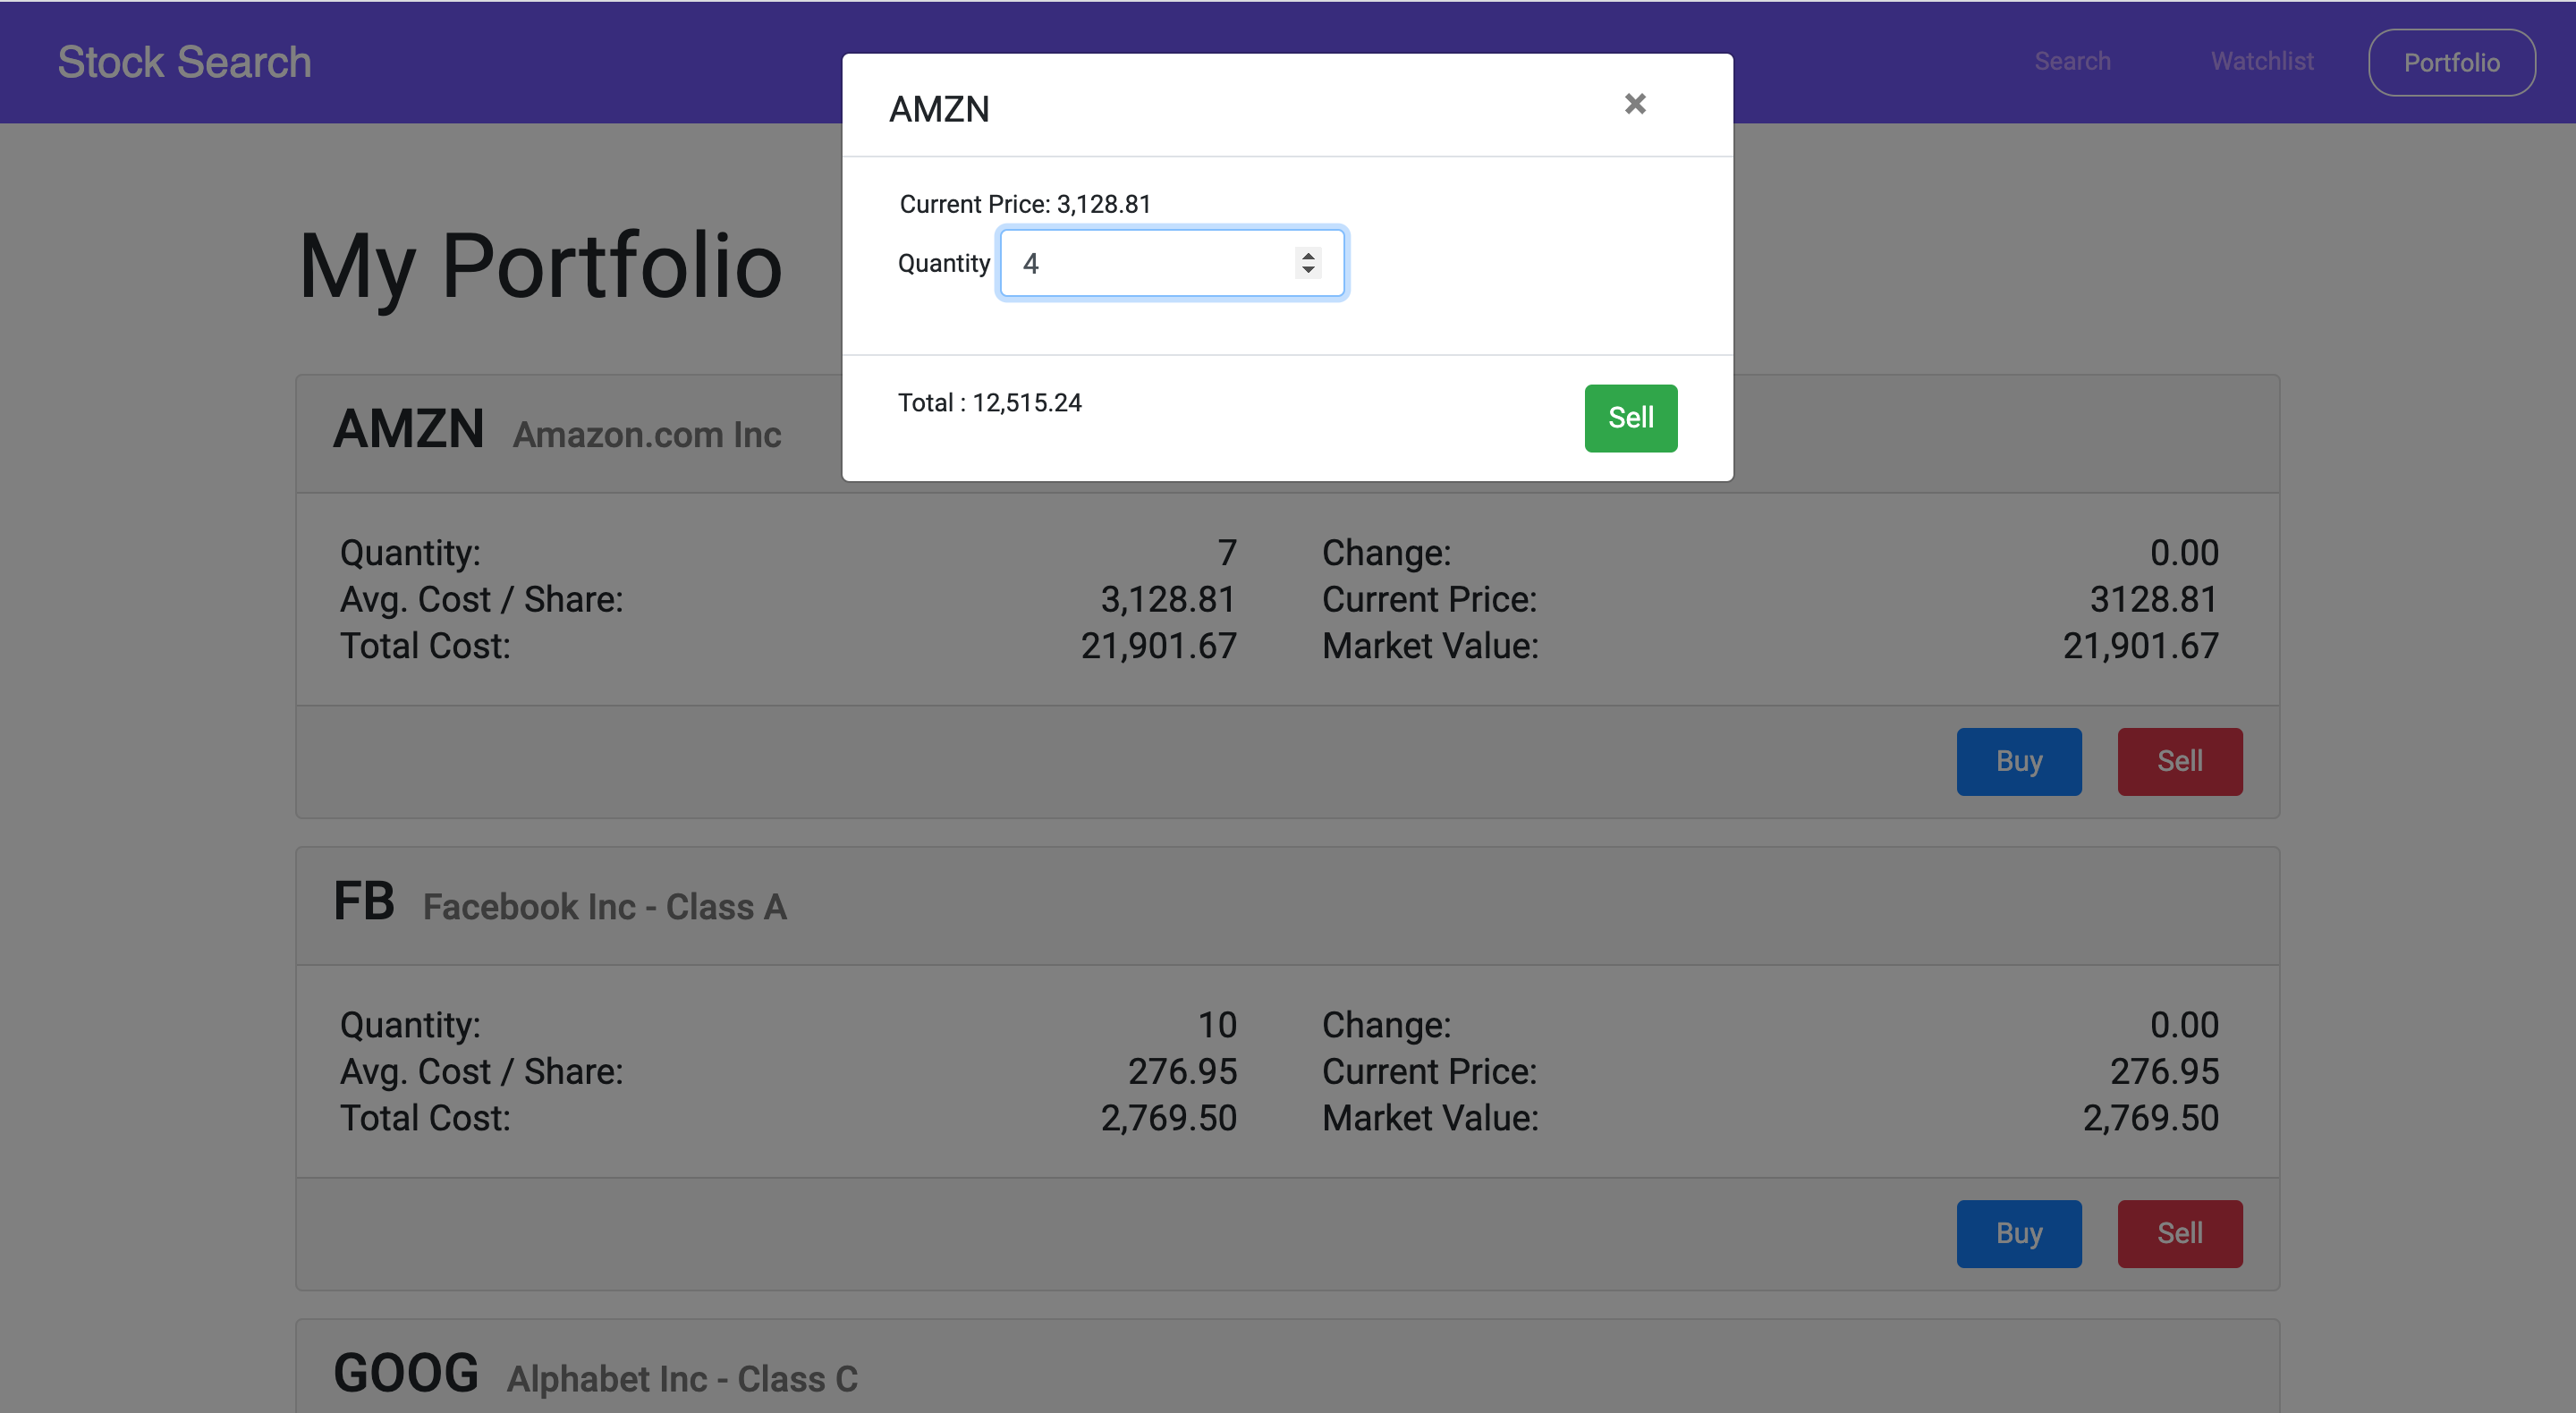 Stock Search
Search
Watchlist
Portfolio
AMZN
×
Current Price: 3,128.81
Quantity 4
Total : 12,515.24
Sell
My Portfolio
AMZN Amazon.com Inc
Quantity: 7 Change: 0.00
Avg. Cost / Share: 3,128.81 Current Price: 3128.81
Total Cost: 21,901.67 Market Value: 21,901.67
Buy Sell
FB Facebook Inc - Class A
Quantity: 10 Change: 0.00
Avg. Cost / Share: 276.95 Current Price: 276.95
Total Cost: 2,769.50 Market Value: 2,769.50
Buy Sell
GOOG Alphabet Inc - Class C